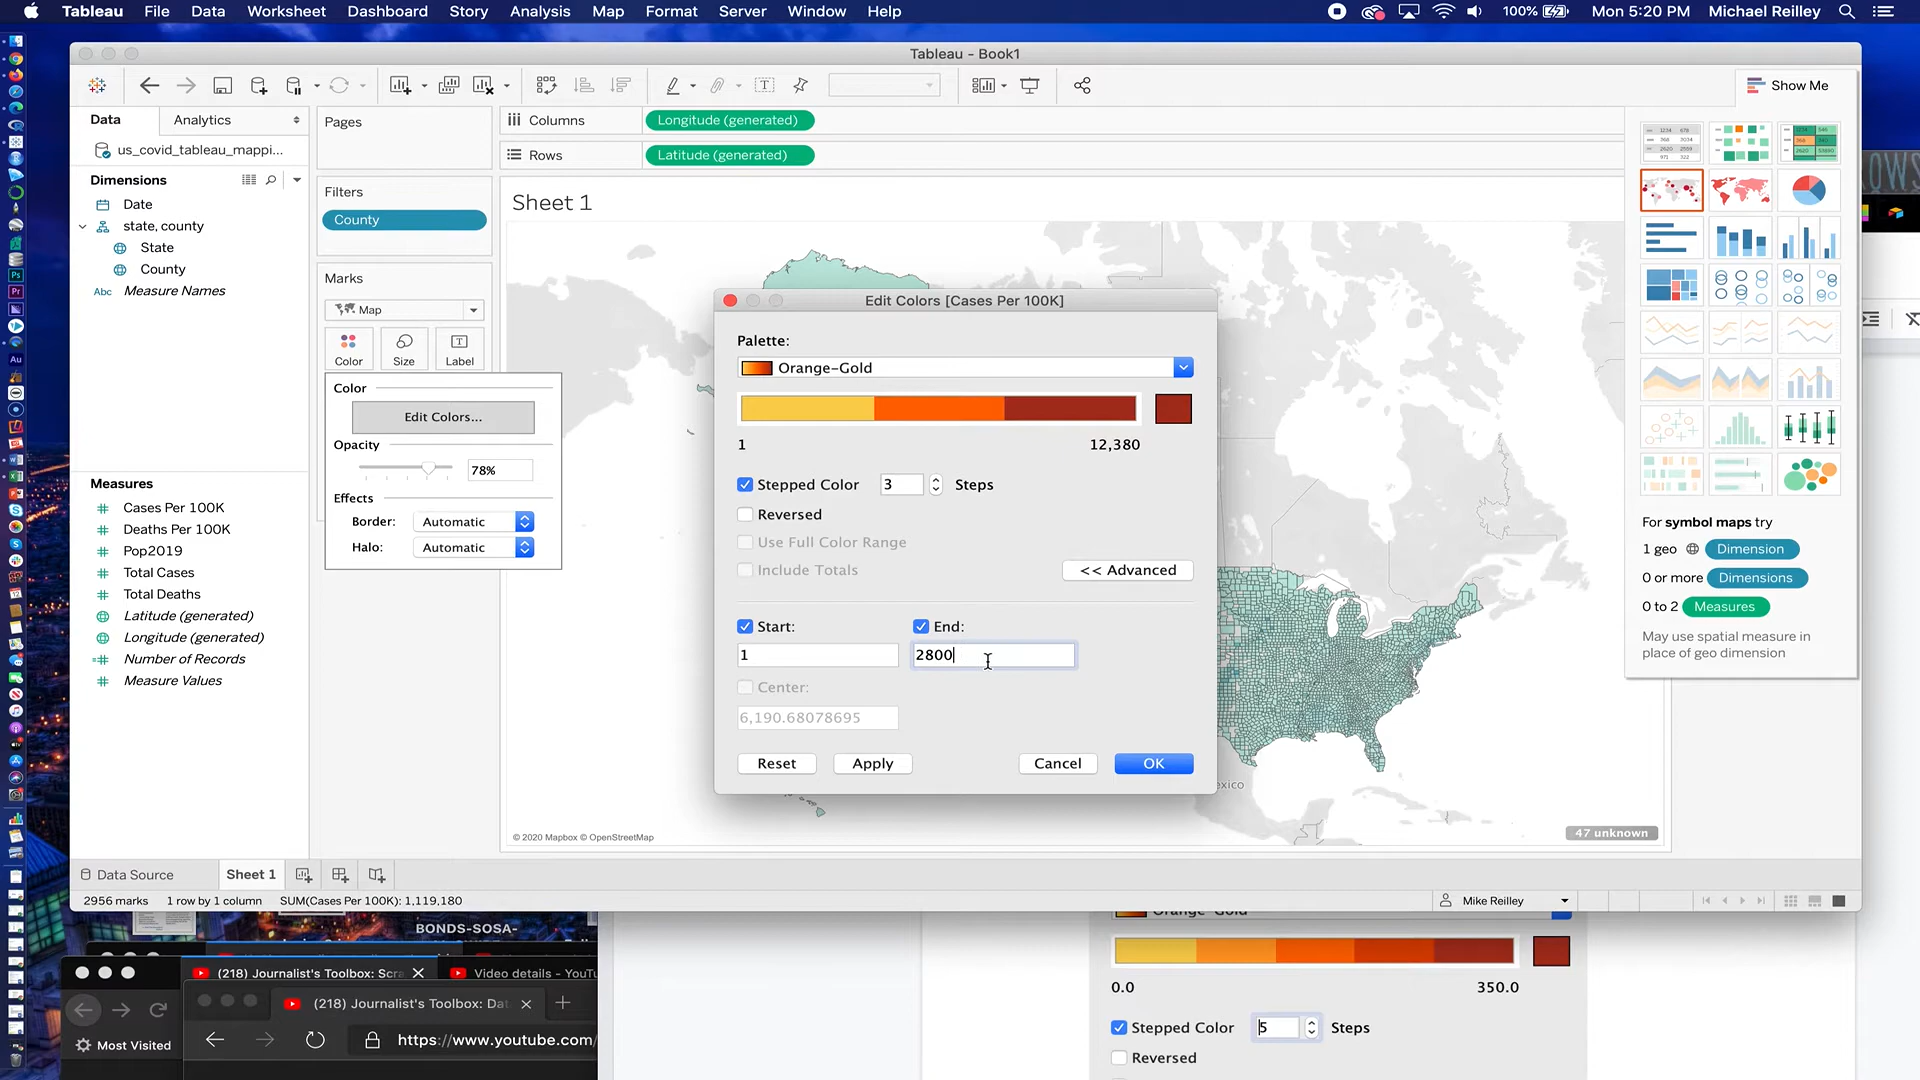 Tableau File Data Worksheet Dashboard Story Analysis Map Format Server Window Help
100% Mon 5:20 PM Michael Reilley
Tableau - Book1
Show Me
Data Analytics
us_covid_tableau_mappi...
Dimensions
Date
state, county
State
County
Abc Measure Names
Measures
Cases Per 100K
Deaths Per 100K
Pop2019
Total Cases
Total Deaths
Latitude (generated)
Longitude (generated)
Number of Records
Measure Values
Pages
Filters
County
Marks
Map
Color Size Label
Color
Edit Colors...
Opacity
78%
Effects
Border: Automatic
Halo: Automatic
Columns Longitude (generated)
Rows Latitude (generated)
Sheet 1
Edit Colors [Cases Per 100K]
Palette:
Orange-Gold
1 12,380
Stepped Color 3 Steps
Reversed
Use Full Color Range
Include Totals
<< Advanced
Start: End:
1 2800
Center:
6,190.68078695
Reset Apply Cancel OK
exico
© 2020 Mapbox © OpenStreetMap
47 unknown
For symbol maps try
1 geo Dimension
0 or more Dimensions
0 to 2 Measures
May use spatial measure in
place of geo dimension
Data Source Sheet 1
2956 marks 1 row by 1 column SUM(Cases Per 100K): 1,119,180
Mike Reilley
BONDS-SOSA-
(218) Journalist's Toolbox: Scra
Video details - YouTu
(218) Journalist's Toolbox: Dat
Most Visited
https://www.youtube.com/
Orange-Gold
0.0 350.0
Stepped Color 5 Steps
Reversed